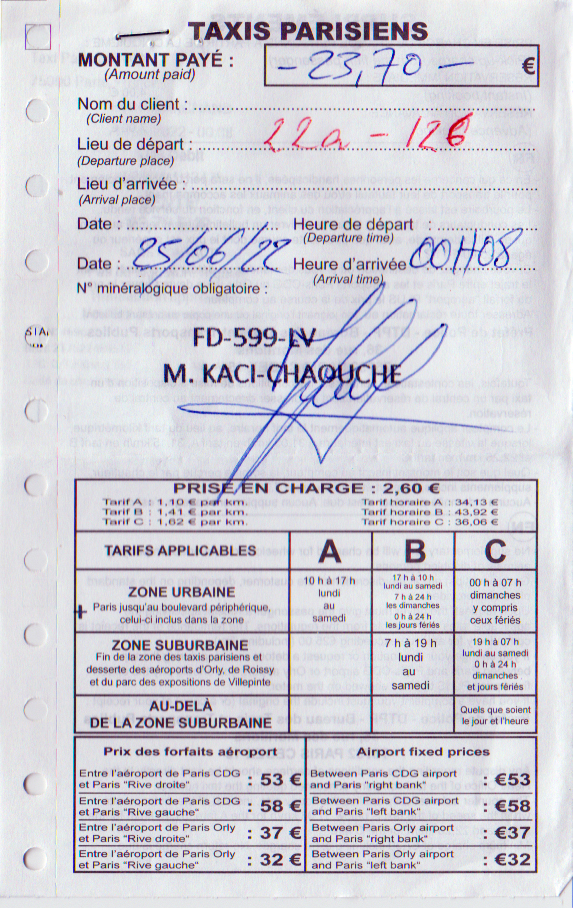 TAXIS PARISIENS
MONTANT PAYÉ :
(Amount paid)
- 23,70 -
€
Nom du client :
(Client name)
Lieu de départ : 22a - 126
(Departure place)
Lieu d'arrivée :
(Arrival place)
Date : Heure de départ :
(Departure time)
Date : 25/06/22 Heure d'arrivée : 00H08
(Arrival time)
N° minéralogique obligatoire :
FD-599-LV
M. KACI-CHAOUCHE
PRISE EN CHARGE : 2,60 €
Tarif A : 1,10 € par km. Tarif horaire A : 34,13 €
Tarif B : 1,41 € par km. Tarif horaire B : 43,92 €
Tarif C : 1,62 € par km. Tarif horaire C : 36,06 €
TARIFS APPLICABLES A B C
ZONE URBAINE
Paris jusqu'au boulevard périphérique,
celui-ci inclus dans la zone
10 h à 17 h
lundi
au
samedi
17 h à 10 h
lundi au samedi
7 h à 24 h
les dimanches
0 h à 24 h
les jours fériés
00 h à 07 h
dimanches
y compris
ceux fériés
ZONE SUBURBAINE
Fin de la zone des taxis parisiens et
desserte des aéroports d'Orly, de Roissy
et du parc des expositions de Villepinte
7 h à 19 h
lundi
au
samedi
19 h à 07 h
lundi au samedi
0 h à 24 h
dimanches
et jours fériés
AU-DELÀ
DE LA ZONE SUBURBAINE
Quels que soient
le jour et l'heure
Prix des forfaits aéroport
Entre l'aéroport de Paris CDG
et Paris "Rive droite" : 53 €
Entre l'aéroport de Paris CDG
et Paris "Rive gauche" : 58 €
Entre l'aéroport de Paris Orly
et Paris "Rive droite" : 37 €
Entre l'aéroport de Paris Orly
et Paris "Rive gauche" : 32 €
Airport fixed prices
Between Paris CDG airport
and Paris "right bank" : €53
Between Paris CDG airport
and Paris "left bank" : €58
Between Paris Orly airport
and Paris "right bank" : €37
Between Paris Orly airport
and Paris "left bank" : €32